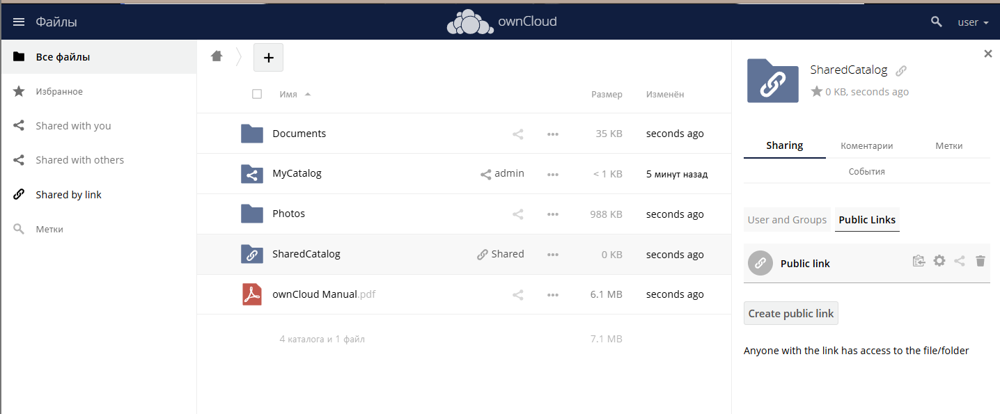 Файлы
ownCloud
user
Все файлы
Избранное
Shared with you
Shared with others
Shared by link
Метки
Имя Размер Изменён
Documents 35 KB seconds ago
MyCatalog admin < 1 KB 5 минут назад
Photos 988 KB seconds ago
SharedCatalog Shared 0 KB seconds ago
ownCloud Manual.pdf 6.1 MB seconds ago
4 каталога и 1 файл 7.1 MB
SharedCatalog
0 KB, seconds ago
Sharing Коментарии Метки
События
User and Groups Public Links
Public link
Create public link
Anyone with the link has access to the file/folder